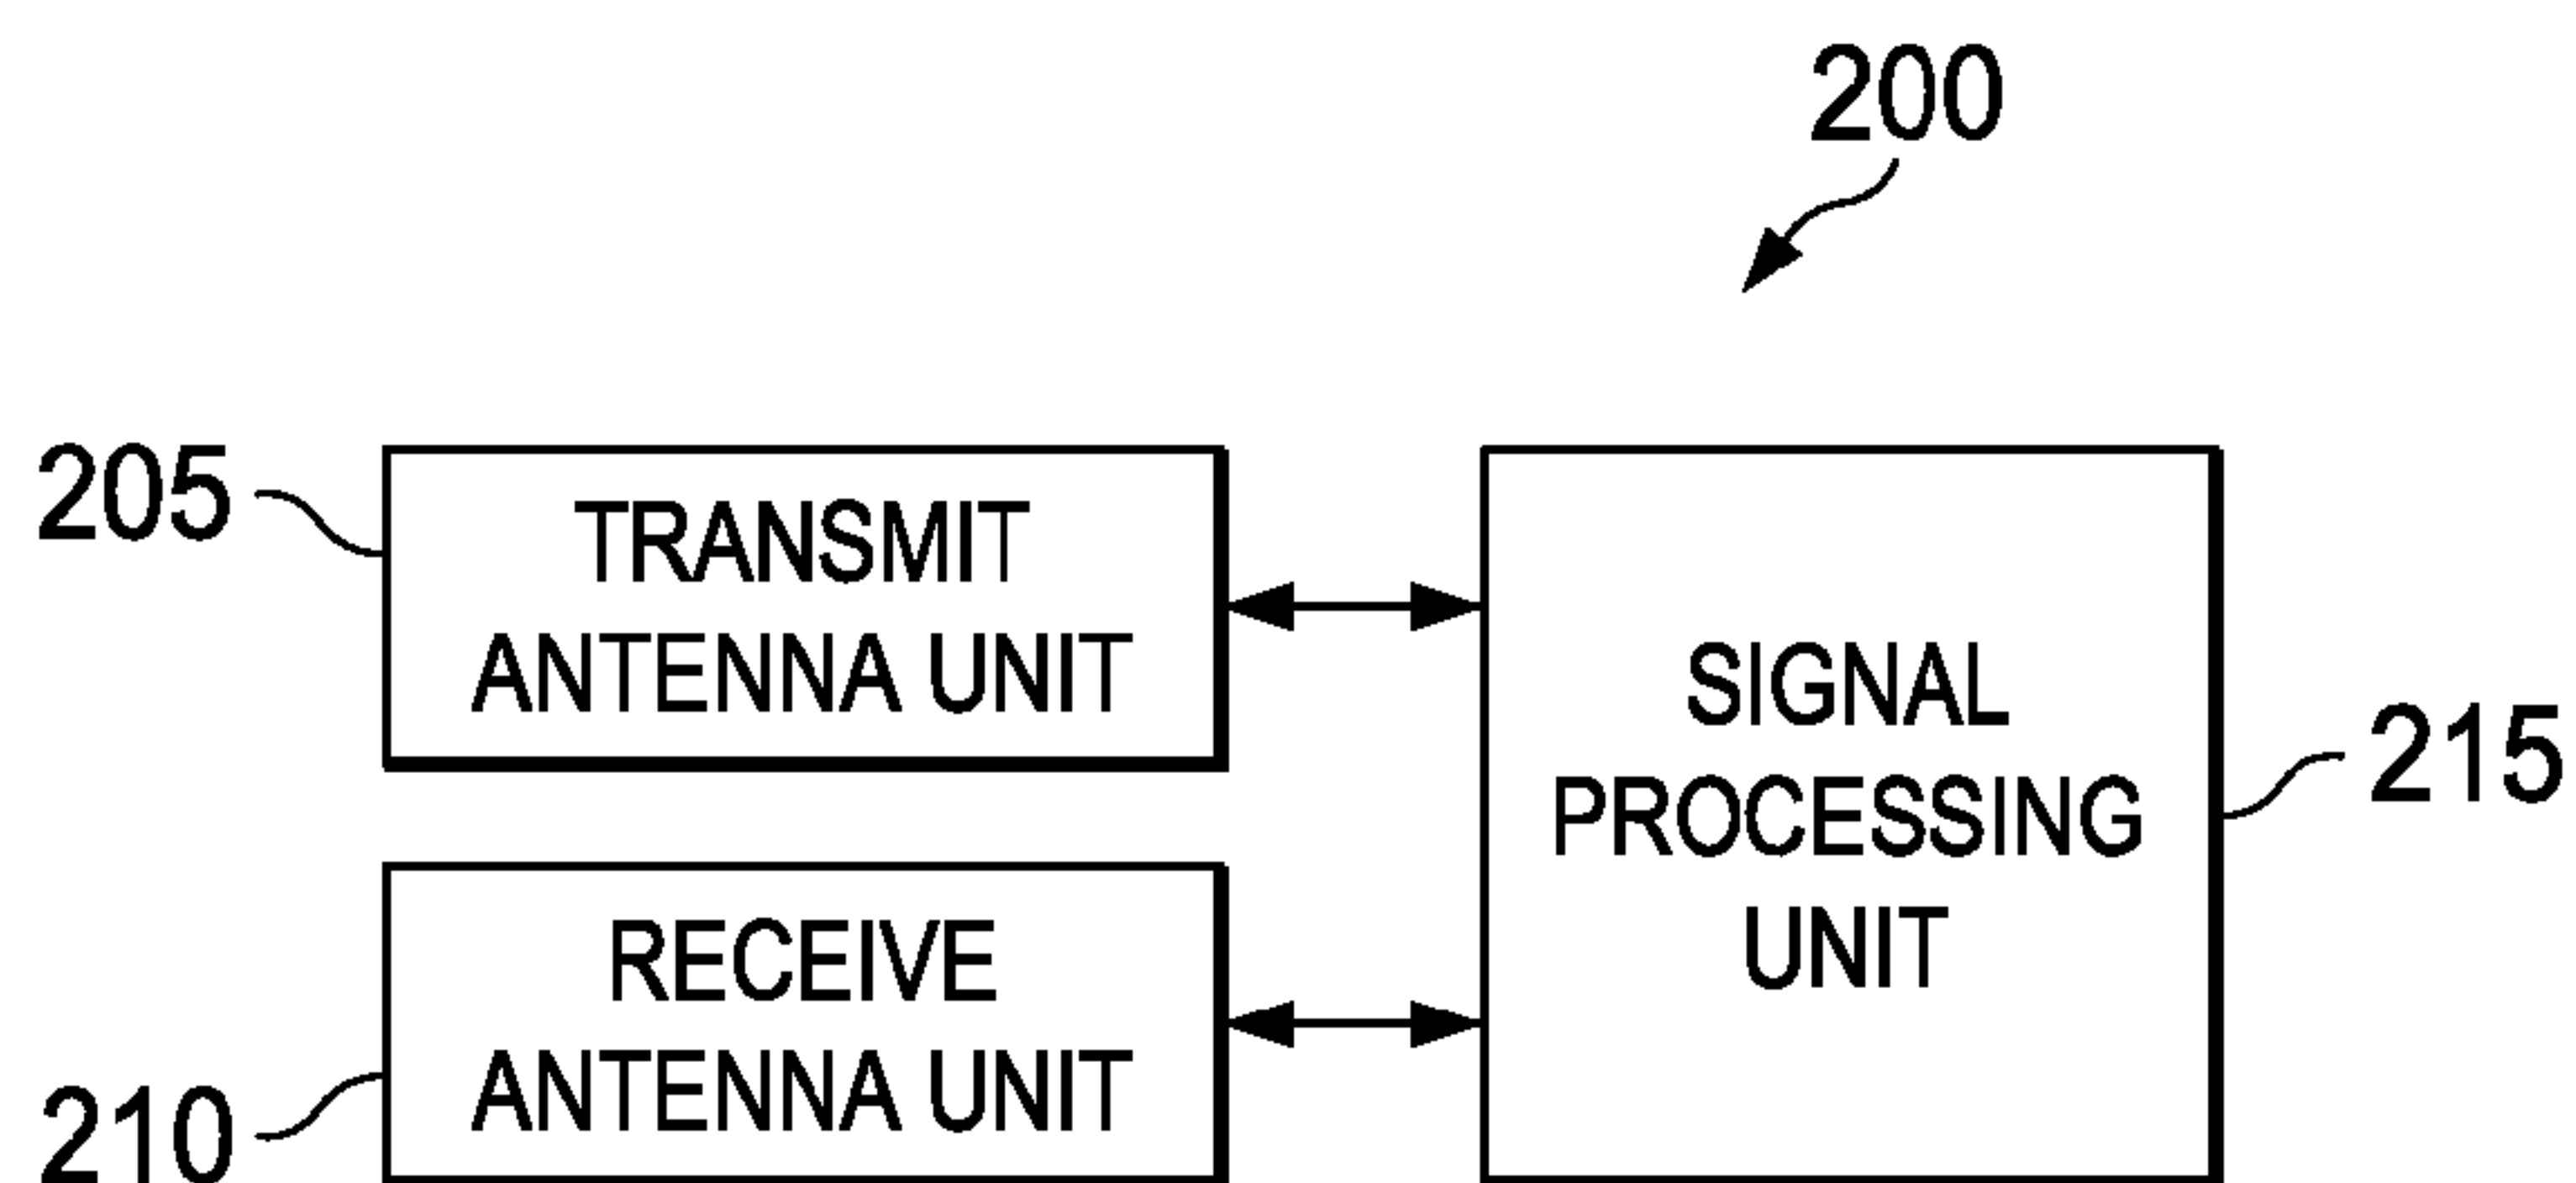 200
205
TRANSMIT
ANTENNA UNIT
SIGNAL
PROCESSING
UNIT
215
RECEIVE
ANTENNA UNIT
210